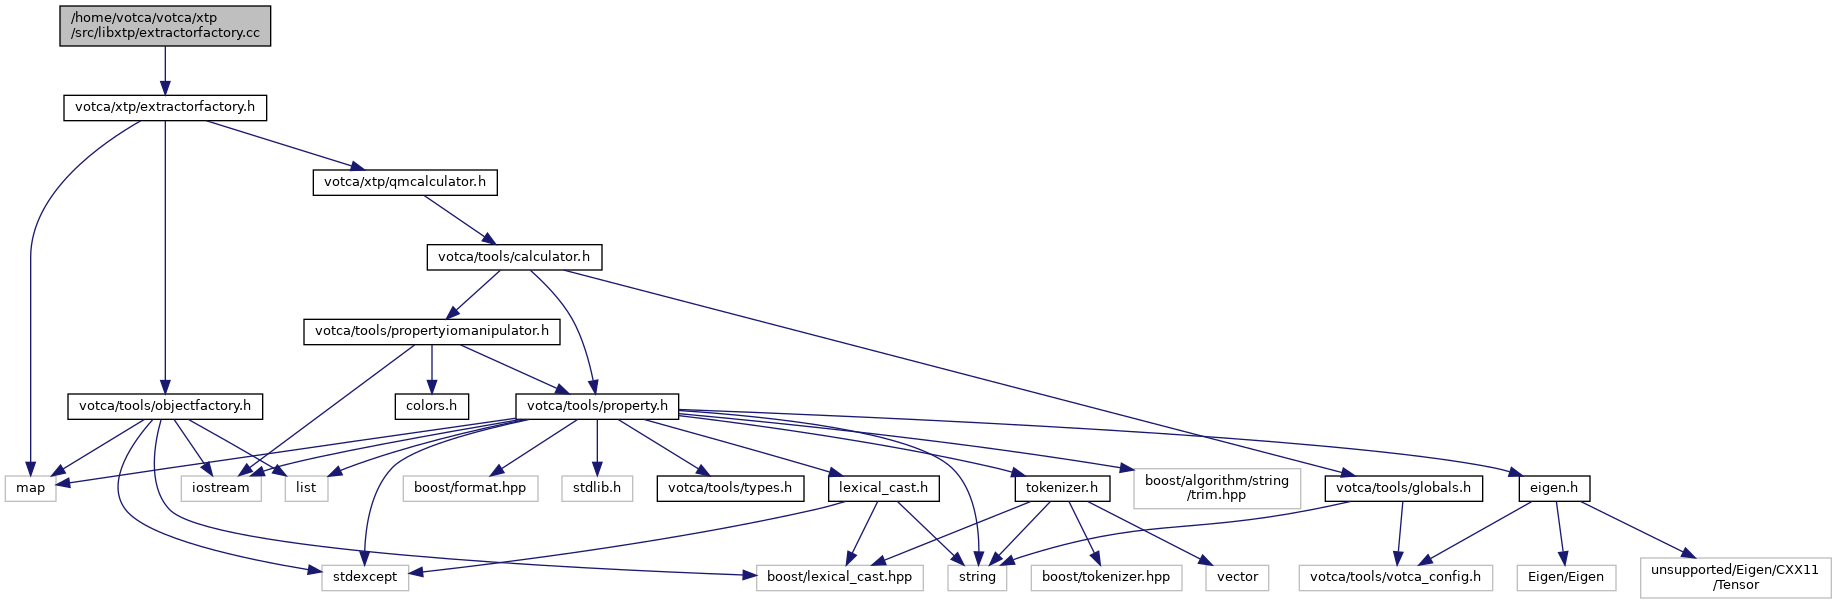 /home/votca/votca/xtp
/src/libxtp/extractorfactory.cc
votca/xtp/extractorfactory.h
votca/xtp/qmcalculator.h
votca/tools/calculator.h
votca/tools/propertyiomanipulator.h
votca/tools/objectfactory.h
colors.h
votca/tools/property.h
map
iostream
list
boost/format.hpp
stdlib.h
votca/tools/types.h
lexical_cast.h
tokenizer.h
boost/algorithm/string
/trim.hpp
votca/tools/globals.h
eigen.h
stdexcept
boost/lexical_cast.hpp
string
boost/tokenizer.hpp
vector
votca/tools/votca_config.h
Eigen/Eigen
unsupported/Eigen/CXX11
/Tensor